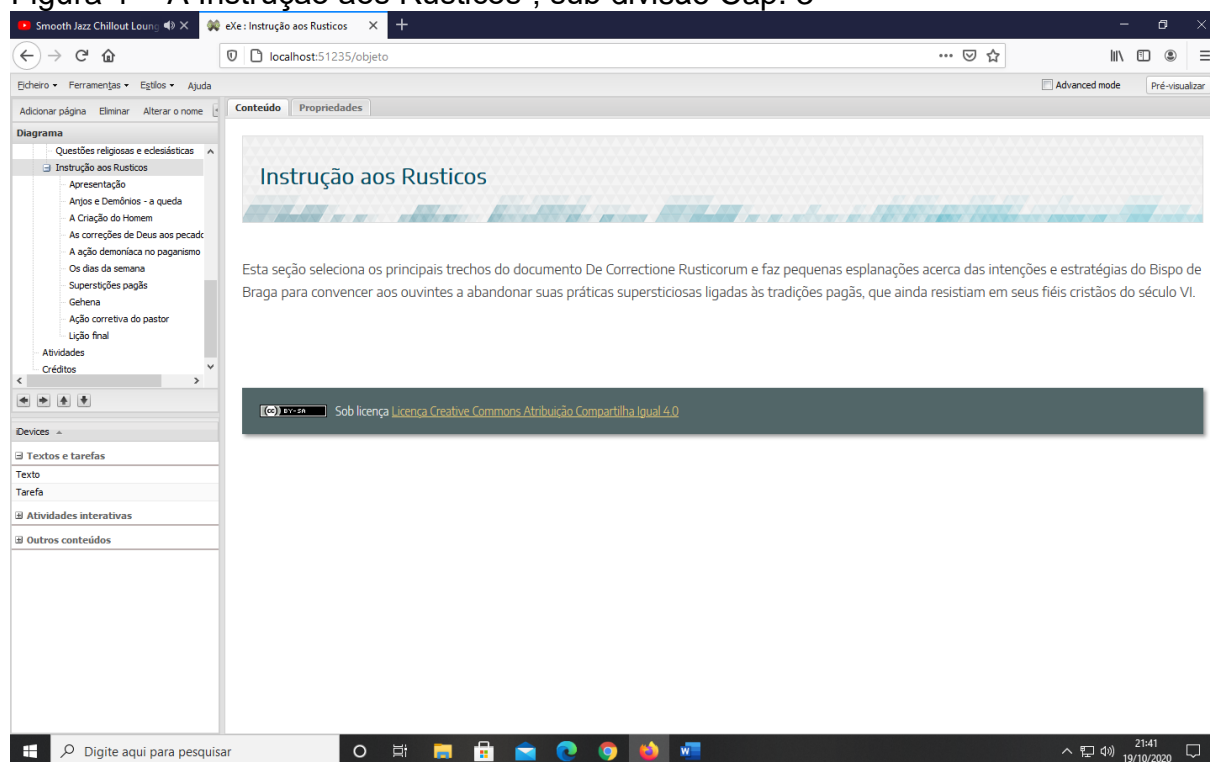 Smooth Jazz Chillout Loung
eXe : Instrução aos Rusticos
localhost:51235/objeto
Ficheiro
Ferramentas
Estilos
Ajuda
Advanced mode
Pré-visualizar
Adicionar página
Eliminar
Alterar o nome
Conteúdo
Propriedades
Diagrama
Questões religiosas e eclesiásticas
Instrução aos Rusticos
Apresentação
Anjos e Demônios - a queda
A Criação do Homem
As correções de Deus aos pecadc
A ação demoníaca no paganismo
Os dias da semana
Superstições pagãs
Gehena
Ação corretiva do pastor
Lição final
Atividades
Créditos
iDevices
Textos e tarefas
Texto
Tarefa
Atividades interativas
Outros conteúdos
Instrução aos Rusticos
Esta seção seleciona os principais trechos do documento De Correctione Rusticorum e faz pequenas esplanações acerca das intenções e estratégias do Bispo de
Braga para convencer aos ouvintes a abandonar suas práticas supersticiosas ligadas às tradições pagãs, que ainda resistiam em seus fiéis cristãos do século VI.
(cc) BY-SA
Sob licença Licença Creative Commons Atribuição Compartilha Igual 4.0
Digite aqui para pesquisar
21:41
19/10/2020